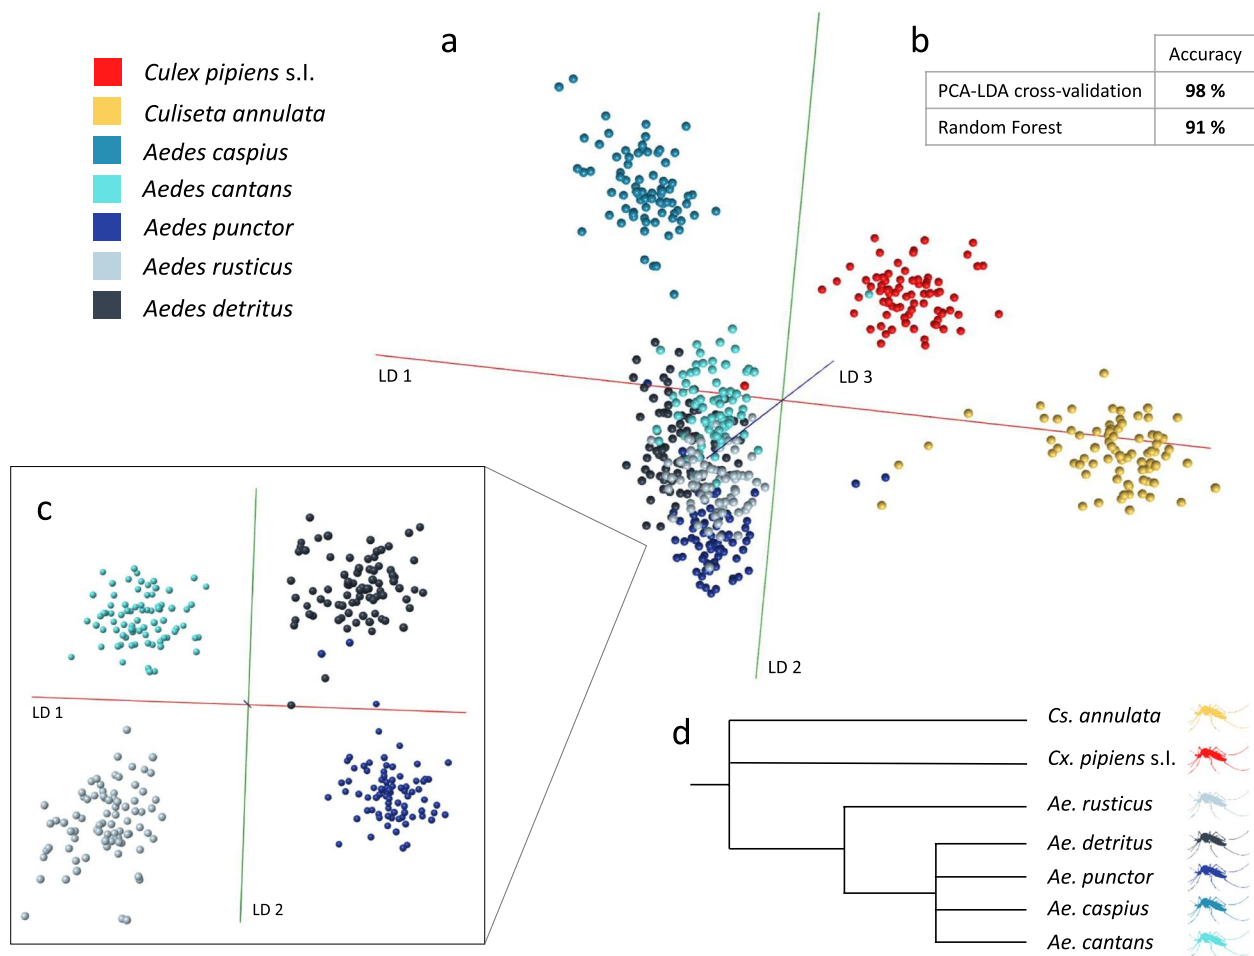 a
b
Culex pipiens s.l.
Culiseta annulata
Aedes caspius
Aedes cantans
Aedes punctor
Aedes rusticus
Aedes detritus
Accuracy
PCA-LDA cross-validation 98 %
Random Forest 91 %
LD 1
LD 3
LD 2
c
LD 1
LD 2
d
Cs. annulata
Cx. pipiens s.l.
Ae. rusticus
Ae. detritus
Ae. punctor
Ae. caspius
Ae. cantans